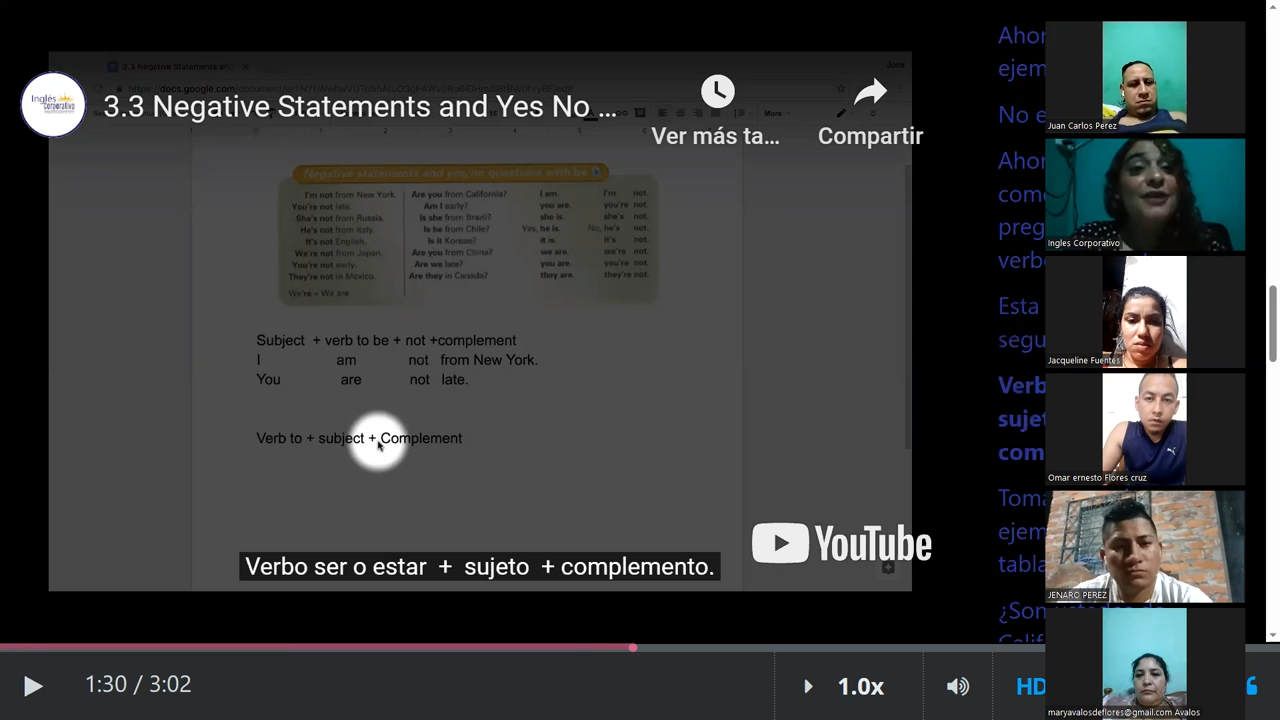 3.3 Negative Statements and Yes No …
Ver más ta…
Compartir
Inglés
Corporativo
More
Negative statements and yes/no questions with be
I'm not from New York. Are you from California? I am. I'm not.
You're not late. Am I early? you are. you're not.
She's not from Russia. Is she from Brazil? she is. she's not.
He's not from Italy. Is he from Chile? Yes, he is. No, he's not.
It's not English. Is it Korean? it is. it's not.
We're not from Japan. Are you from China? we are. we're not.
You're not early. Are we late? you are. you're not.
They're not in Mexico. Are they in Canada? they are. they're not.
We're = We are
Subject + verb to be + not +complement
I am not from New York.
You are not late.
Verb to + subject + Complement
Verbo ser o estar + sujeto + complemento.
YouTube
1:30 / 3:02
1.0x
HD
Ahor
ejem
No e
Ahor
como
preg
verbo
Esta
segu
Verb
sujet
com
Toma
ejem
tabla
¿Son ustedes de
Juan Carlos Perez
Ingles Corporativo
Jacqueline Fuentes
Omar ernesto Flores cruz
JENARO PEREZ
maryavalosdeflores@gmail.com Avalos